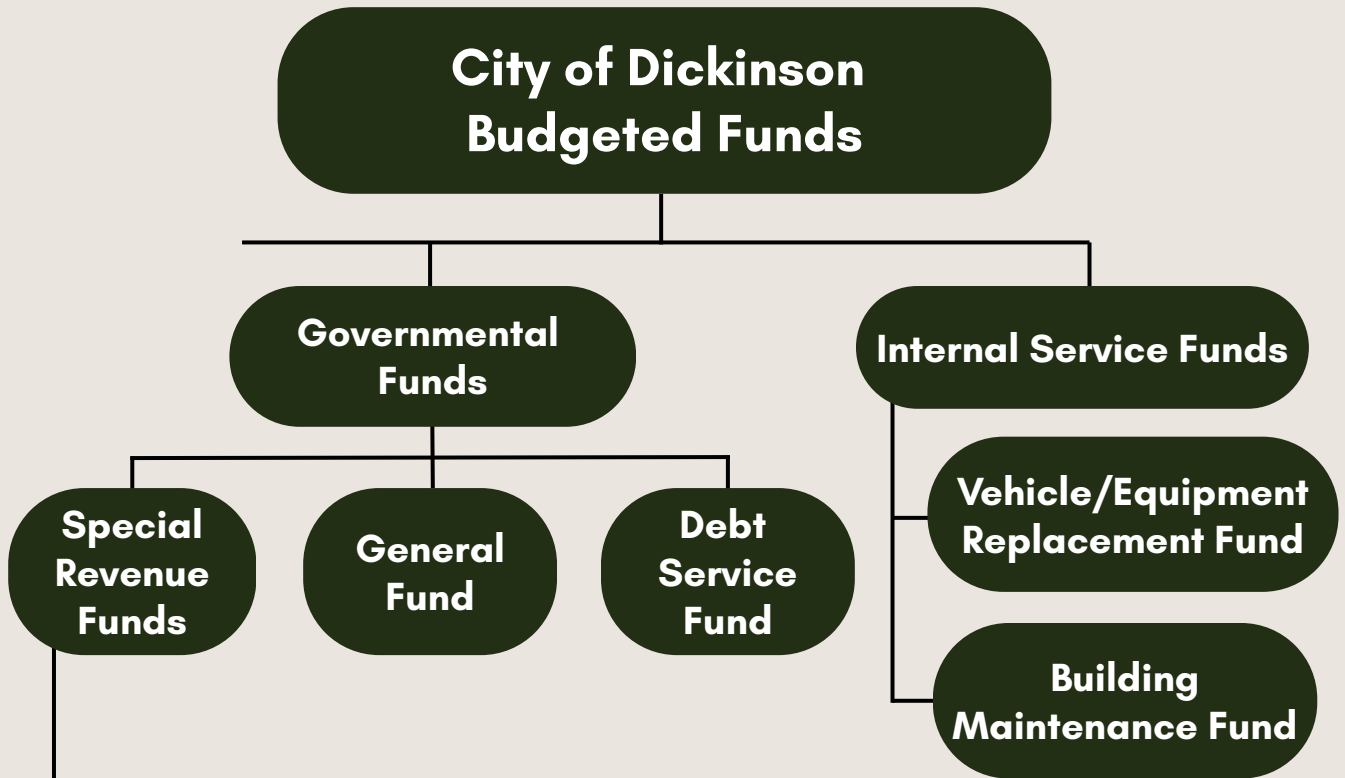 City of Dickinson
Budgeted Funds
Governmental
Funds
Internal Service Funds
Special
Revenue
Funds
General
Fund
Debt
Service
Fund
Vehicle/Equipment
Replacement Fund
Building
Maintenance Fund